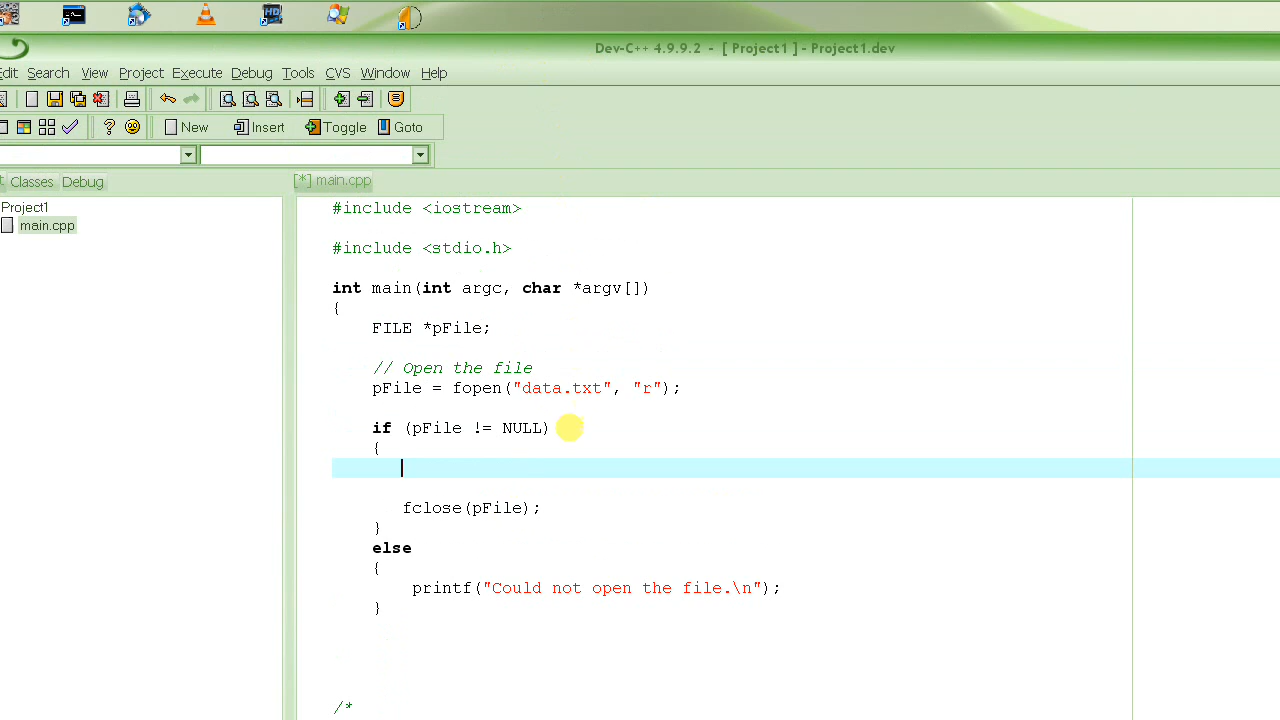 HD
Dev-C++ 4.9.9.2 - [ Project1 ] - Project1.dev
Edit Search View Project Execute Debug Tools CVS Window Help
New Insert Toggle Goto
Classes Debug
[*] main.cpp
Project1
main.cpp
#include <iostream>
#include <stdio.h>
int main(int argc, char *argv[])
{
FILE *pFile;
// Open the file
pFile = fopen("data.txt", "r");
if (pFile != NULL)
{
fclose(pFile);
}
else
{
printf("Could not open the file.\n");
}
/*